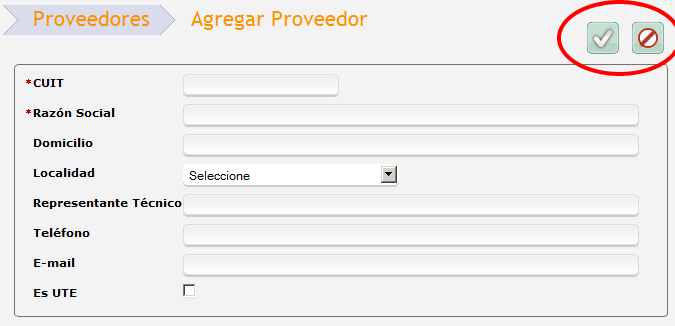 Proveedores Agregar Proveedor
*CUIT
*Razón Social
Domicilio
Localidad Seleccione
Representante Técnico
Teléfono
E-mail
Es UTE